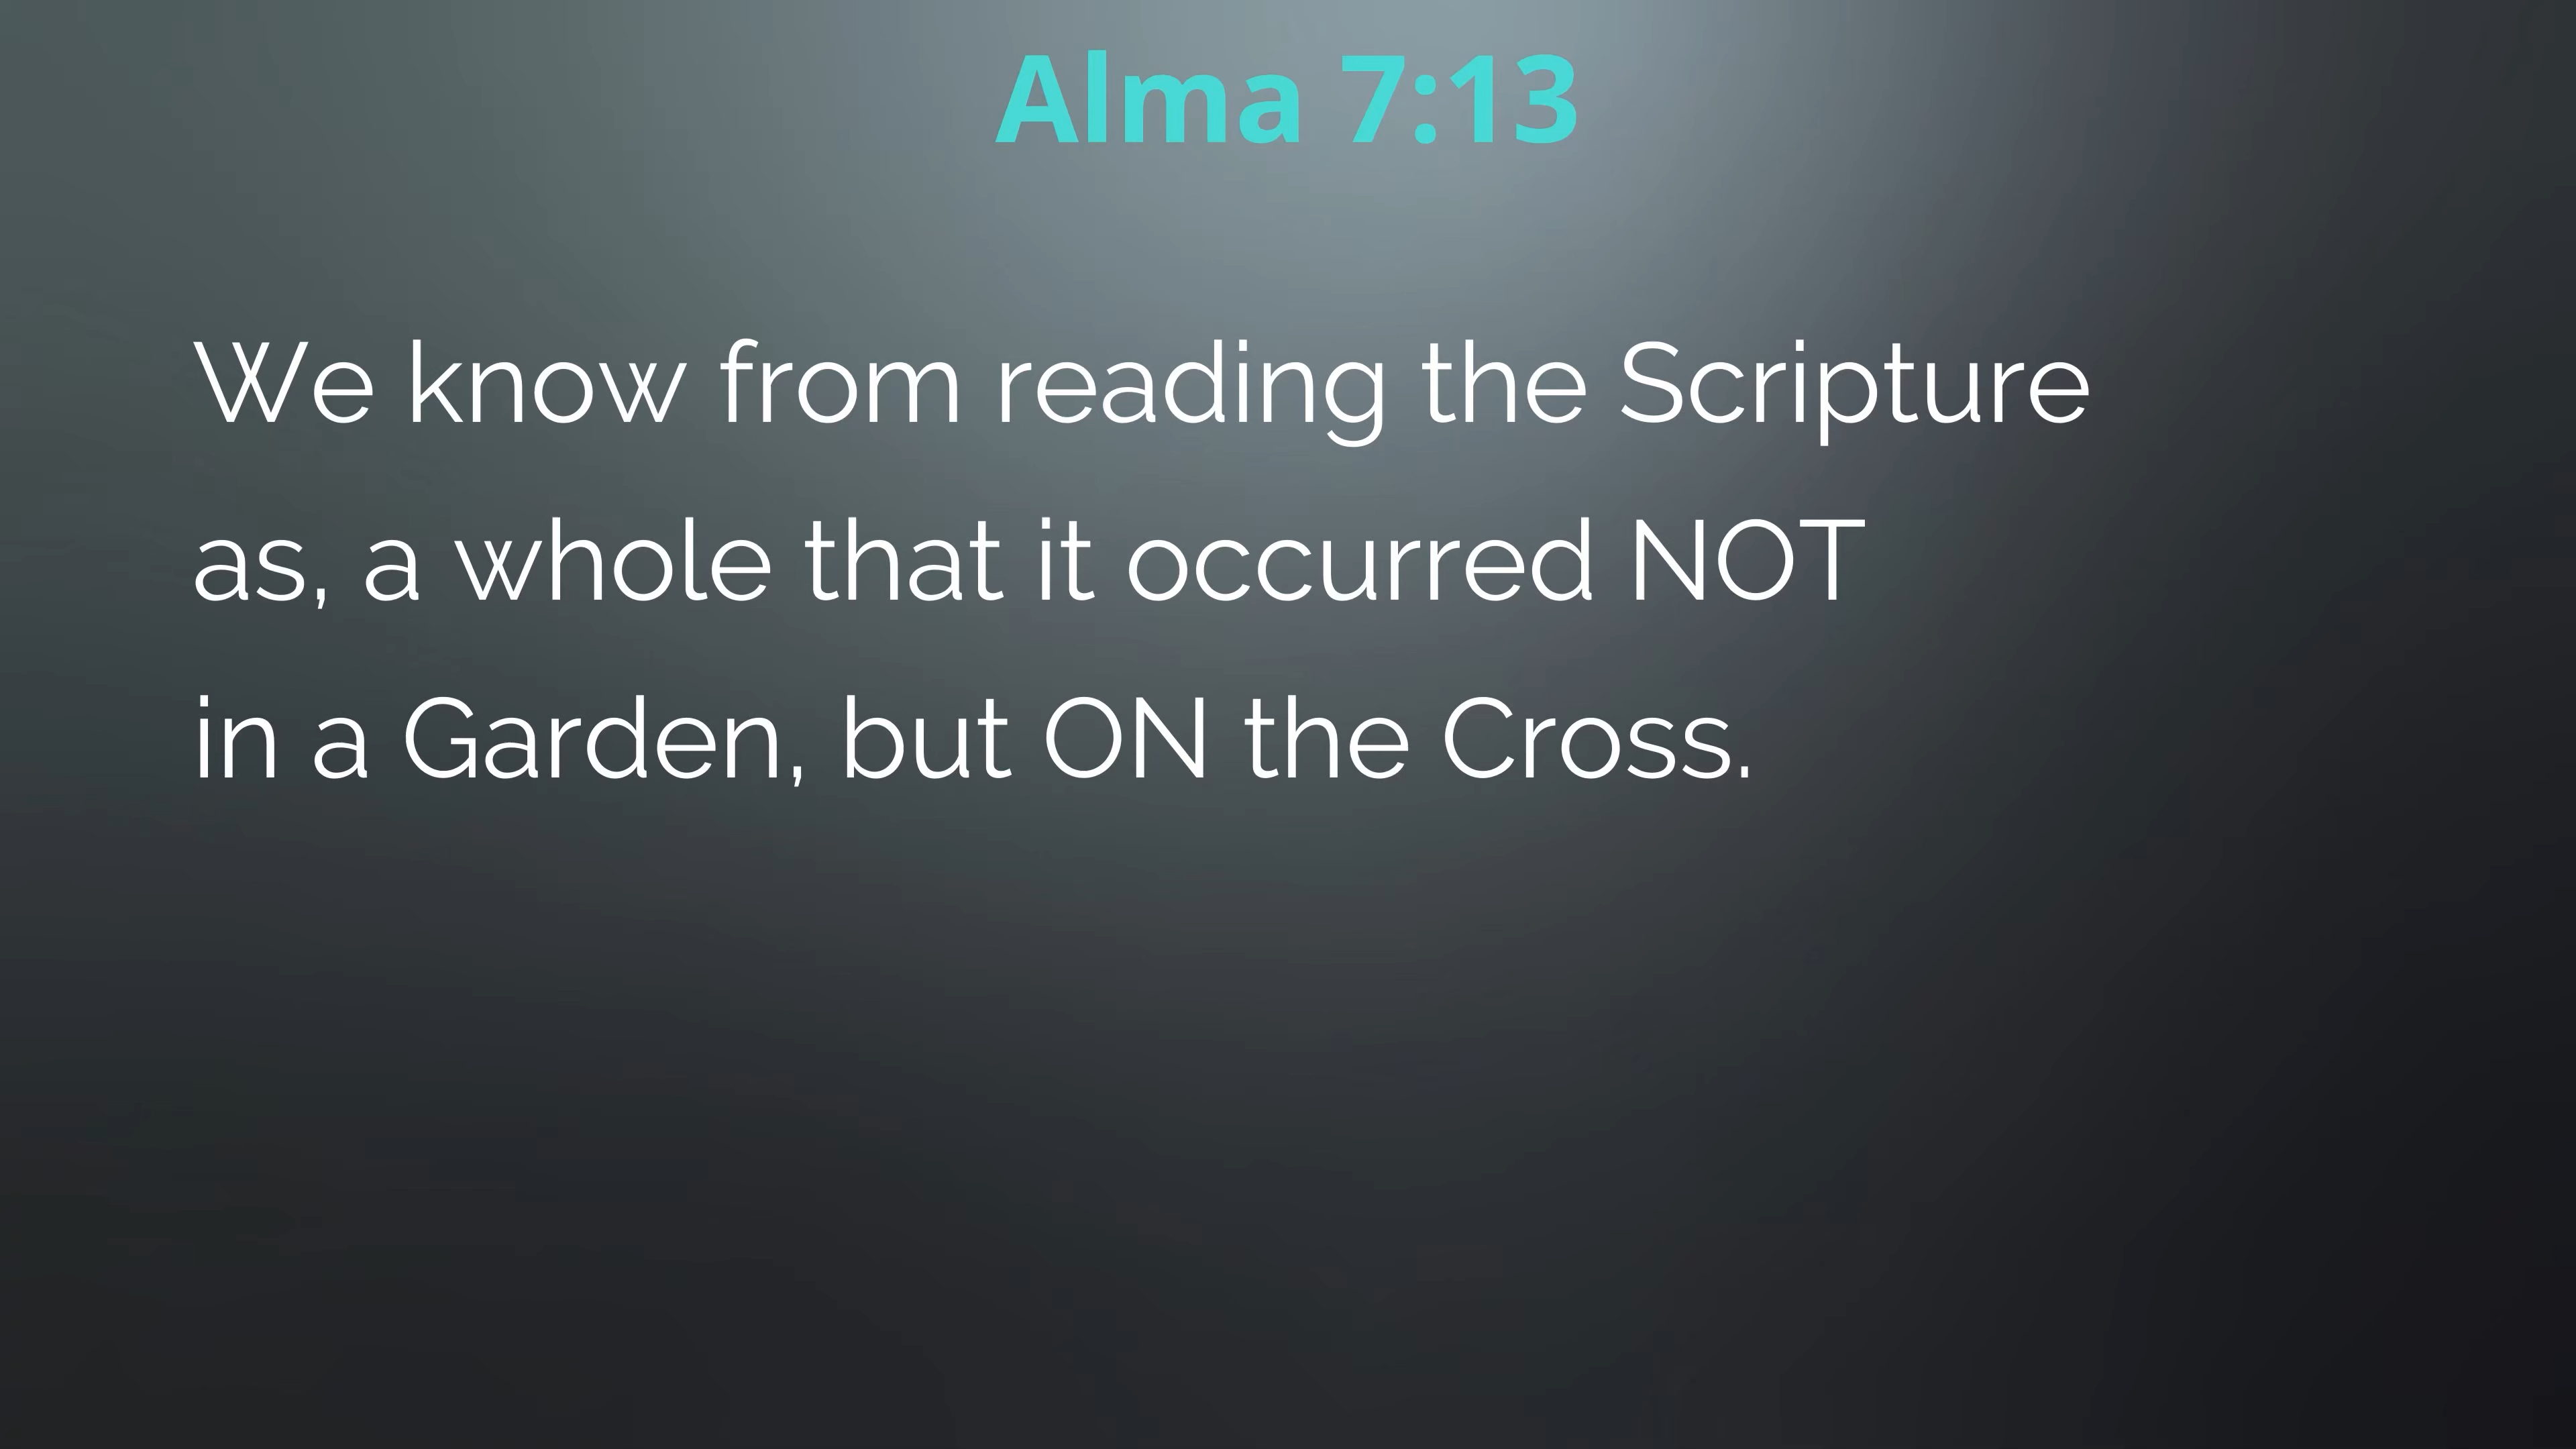 Alma 7:13
We know from reading the Scripture
as, a whole that it occurred NOT
in a Garden, but ON the Cross.